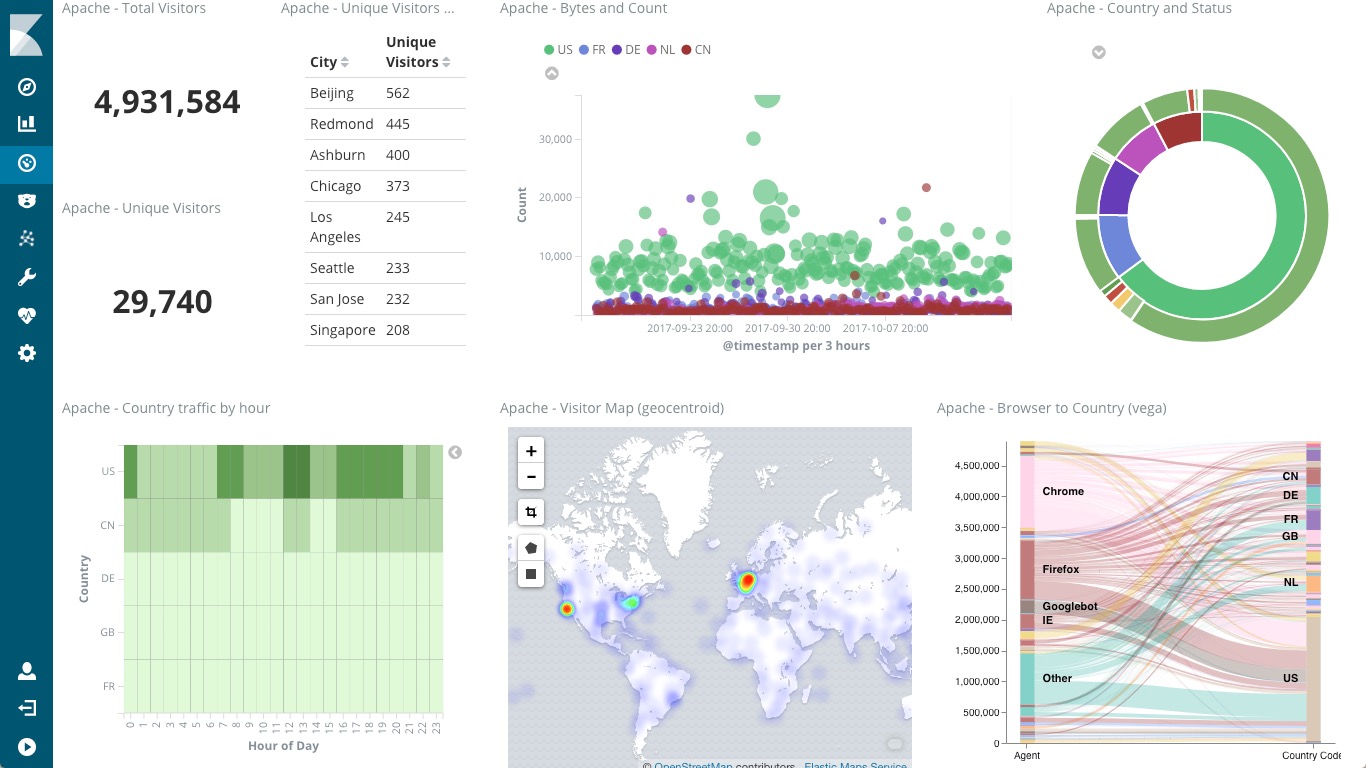 Apache - Total Visitors
4,931,584
Apache - Unique Visitors
29,740
Apache - Unique Visitors ...
City
Unique
Visitors
Beijing 562
Redmond 445
Ashburn 400
Chicago 373
Los
Angeles 245
Seattle 233
San Jose 232
Singapore 208
Apache - Bytes and Count
US FR DE NL CN
Count
30,000
20,000
10,000
2017-09-23 20:00 2017-09-30 20:00 2017-10-07 20:00
@timestamp per 3 hours
Apache - Country and Status
Apache - Country traffic by hour
Country
US
CN
DE
GB
FR
0 1 2 3 4 5 6 7 8 9 10 11 12 13 14 15 16 17 18 19 20 21 22 23
Hour of Day
Apache - Visitor Map (geocentroid)
+
−
© OpenStreetMap contributors , Elastic Maps Service
Apache - Browser to Country (vega)
4,500,000
4,000,000
3,500,000
3,000,000
2,500,000
2,000,000
1,500,000
1,000,000
500,000
0
Chrome
Firefox
Googlebot
IE
Other
CN
DE
FR
GB
NL
US
Agent
Country Code